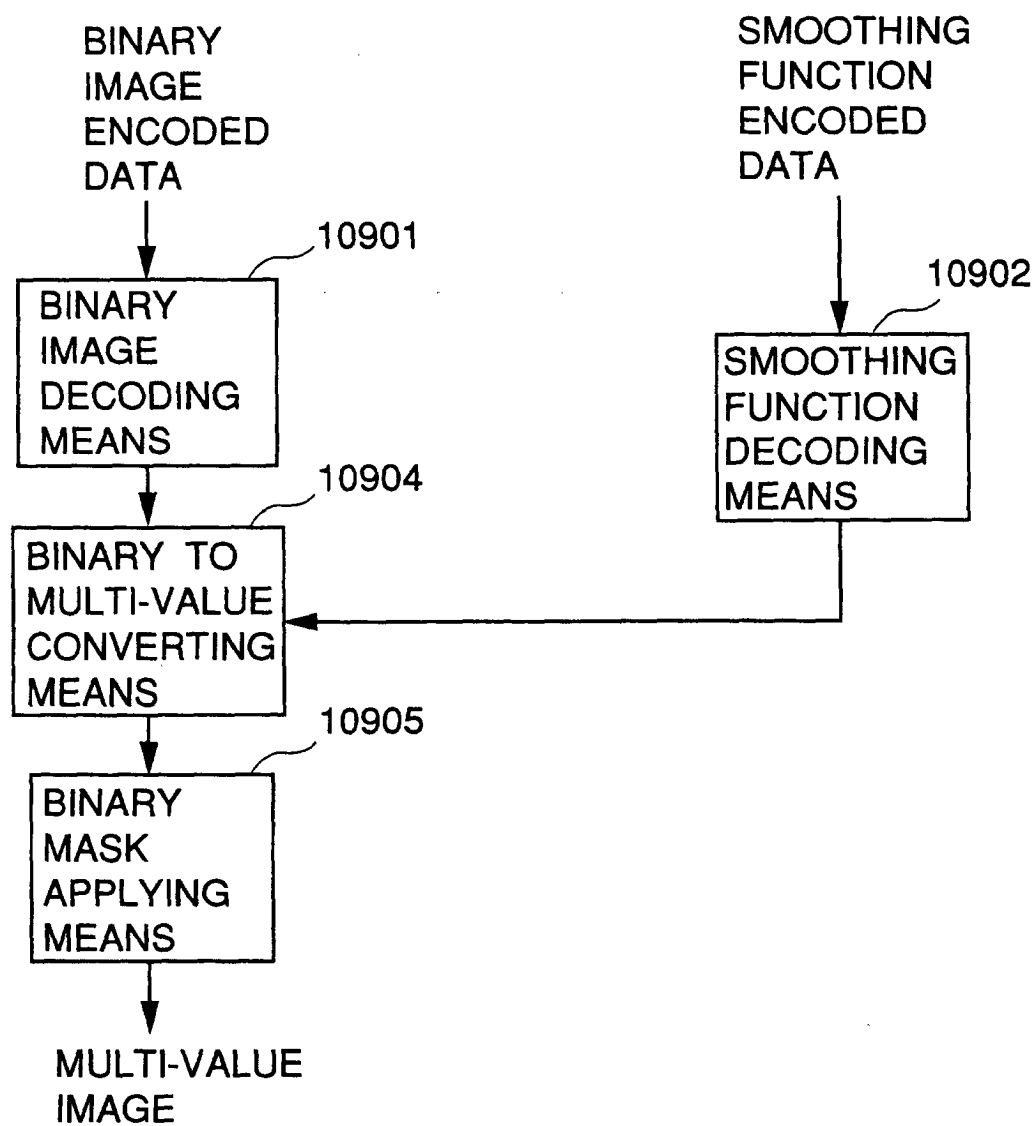 BINARY
IMAGE
ENCODED
DATA
SMOOTHING
FUNCTION
ENCODED
DATA
10901
BINARY
IMAGE
DECODING
MEANS
10902
SMOOTHING
FUNCTION
DECODING
MEANS
10904
BINARY TO
MULTI-VALUE
CONVERTING
MEANS
10905
BINARY
MASK
APPLYING
MEANS
MULTI-VALUE
IMAGE